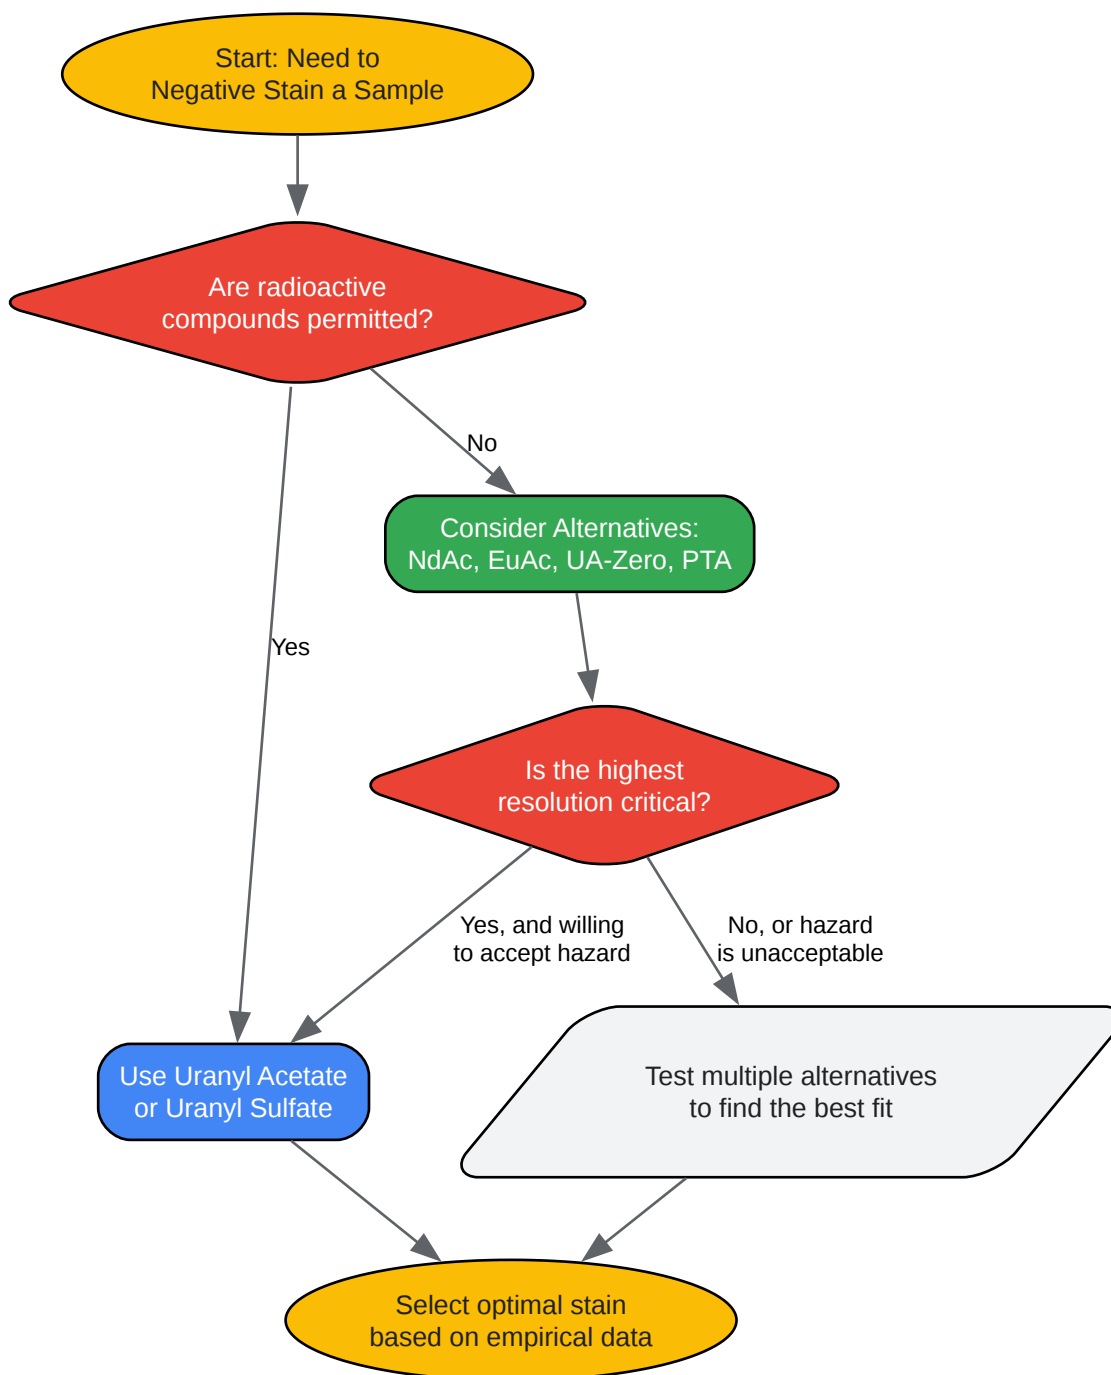 Start: Need to
Negative Stain a Sample
Are radioactive
compounds permitted?
No
Consider Alternatives:
NdAc, EuAc, UA-Zero, PTA
Yes
Is the highest
resolution critical?
Yes, and willing
to accept hazard
No, or hazard
is unacceptable
Use Uranyl Acetate
or Uranyl Sulfate
Test multiple alternatives
to find the best fit
Select optimal stain
based on empirical data